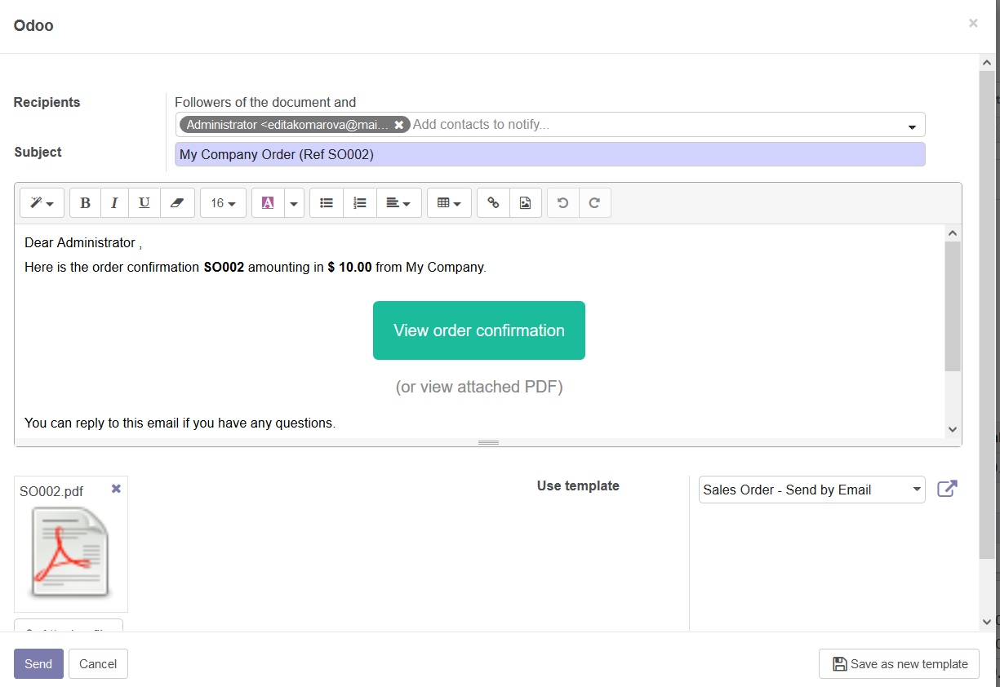 Odoo
Recipients
Followers of the document and
Administrator <editakomarova@mai... Add contacts to notify...
Subject
My Company Order (Ref SO002)
B I U 16 A
Dear Administrator ,
Here is the order confirmation SO002 amounting in $ 10.00 from My Company.
View order confirmation
(or view attached PDF)
You can reply to this email if you have any questions.
SO002.pdf
Use template
Sales Order - Send by Email
Send
Cancel
Save as new template